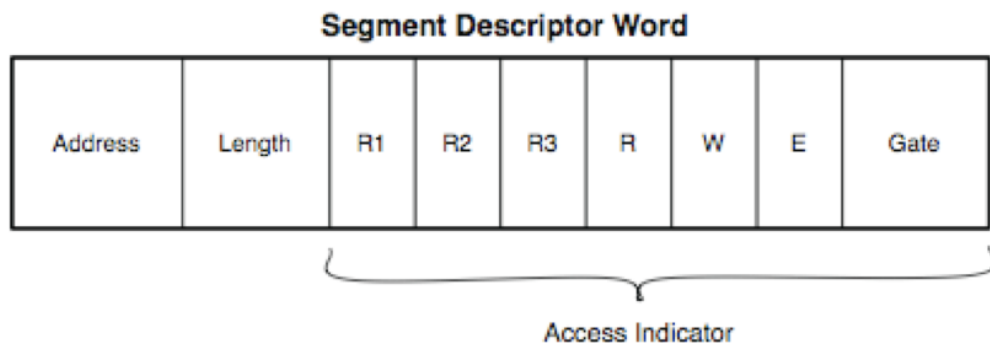 Segment Descriptor Word
Address Length R1 R2 R3 R W E Gate
Access Indicator